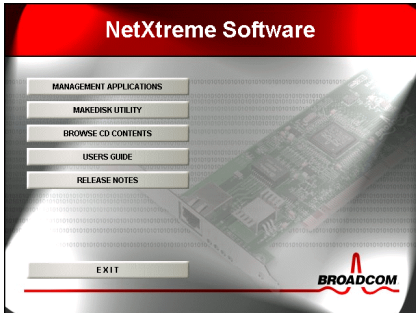 NetXtreme Software
MANAGEMENT APPLICATIONS
MAKEDISK UTILITY
BROWSE CD CONTENTS
USERS GUIDE
RELEASE NOTES
EXIT
BROADCOM